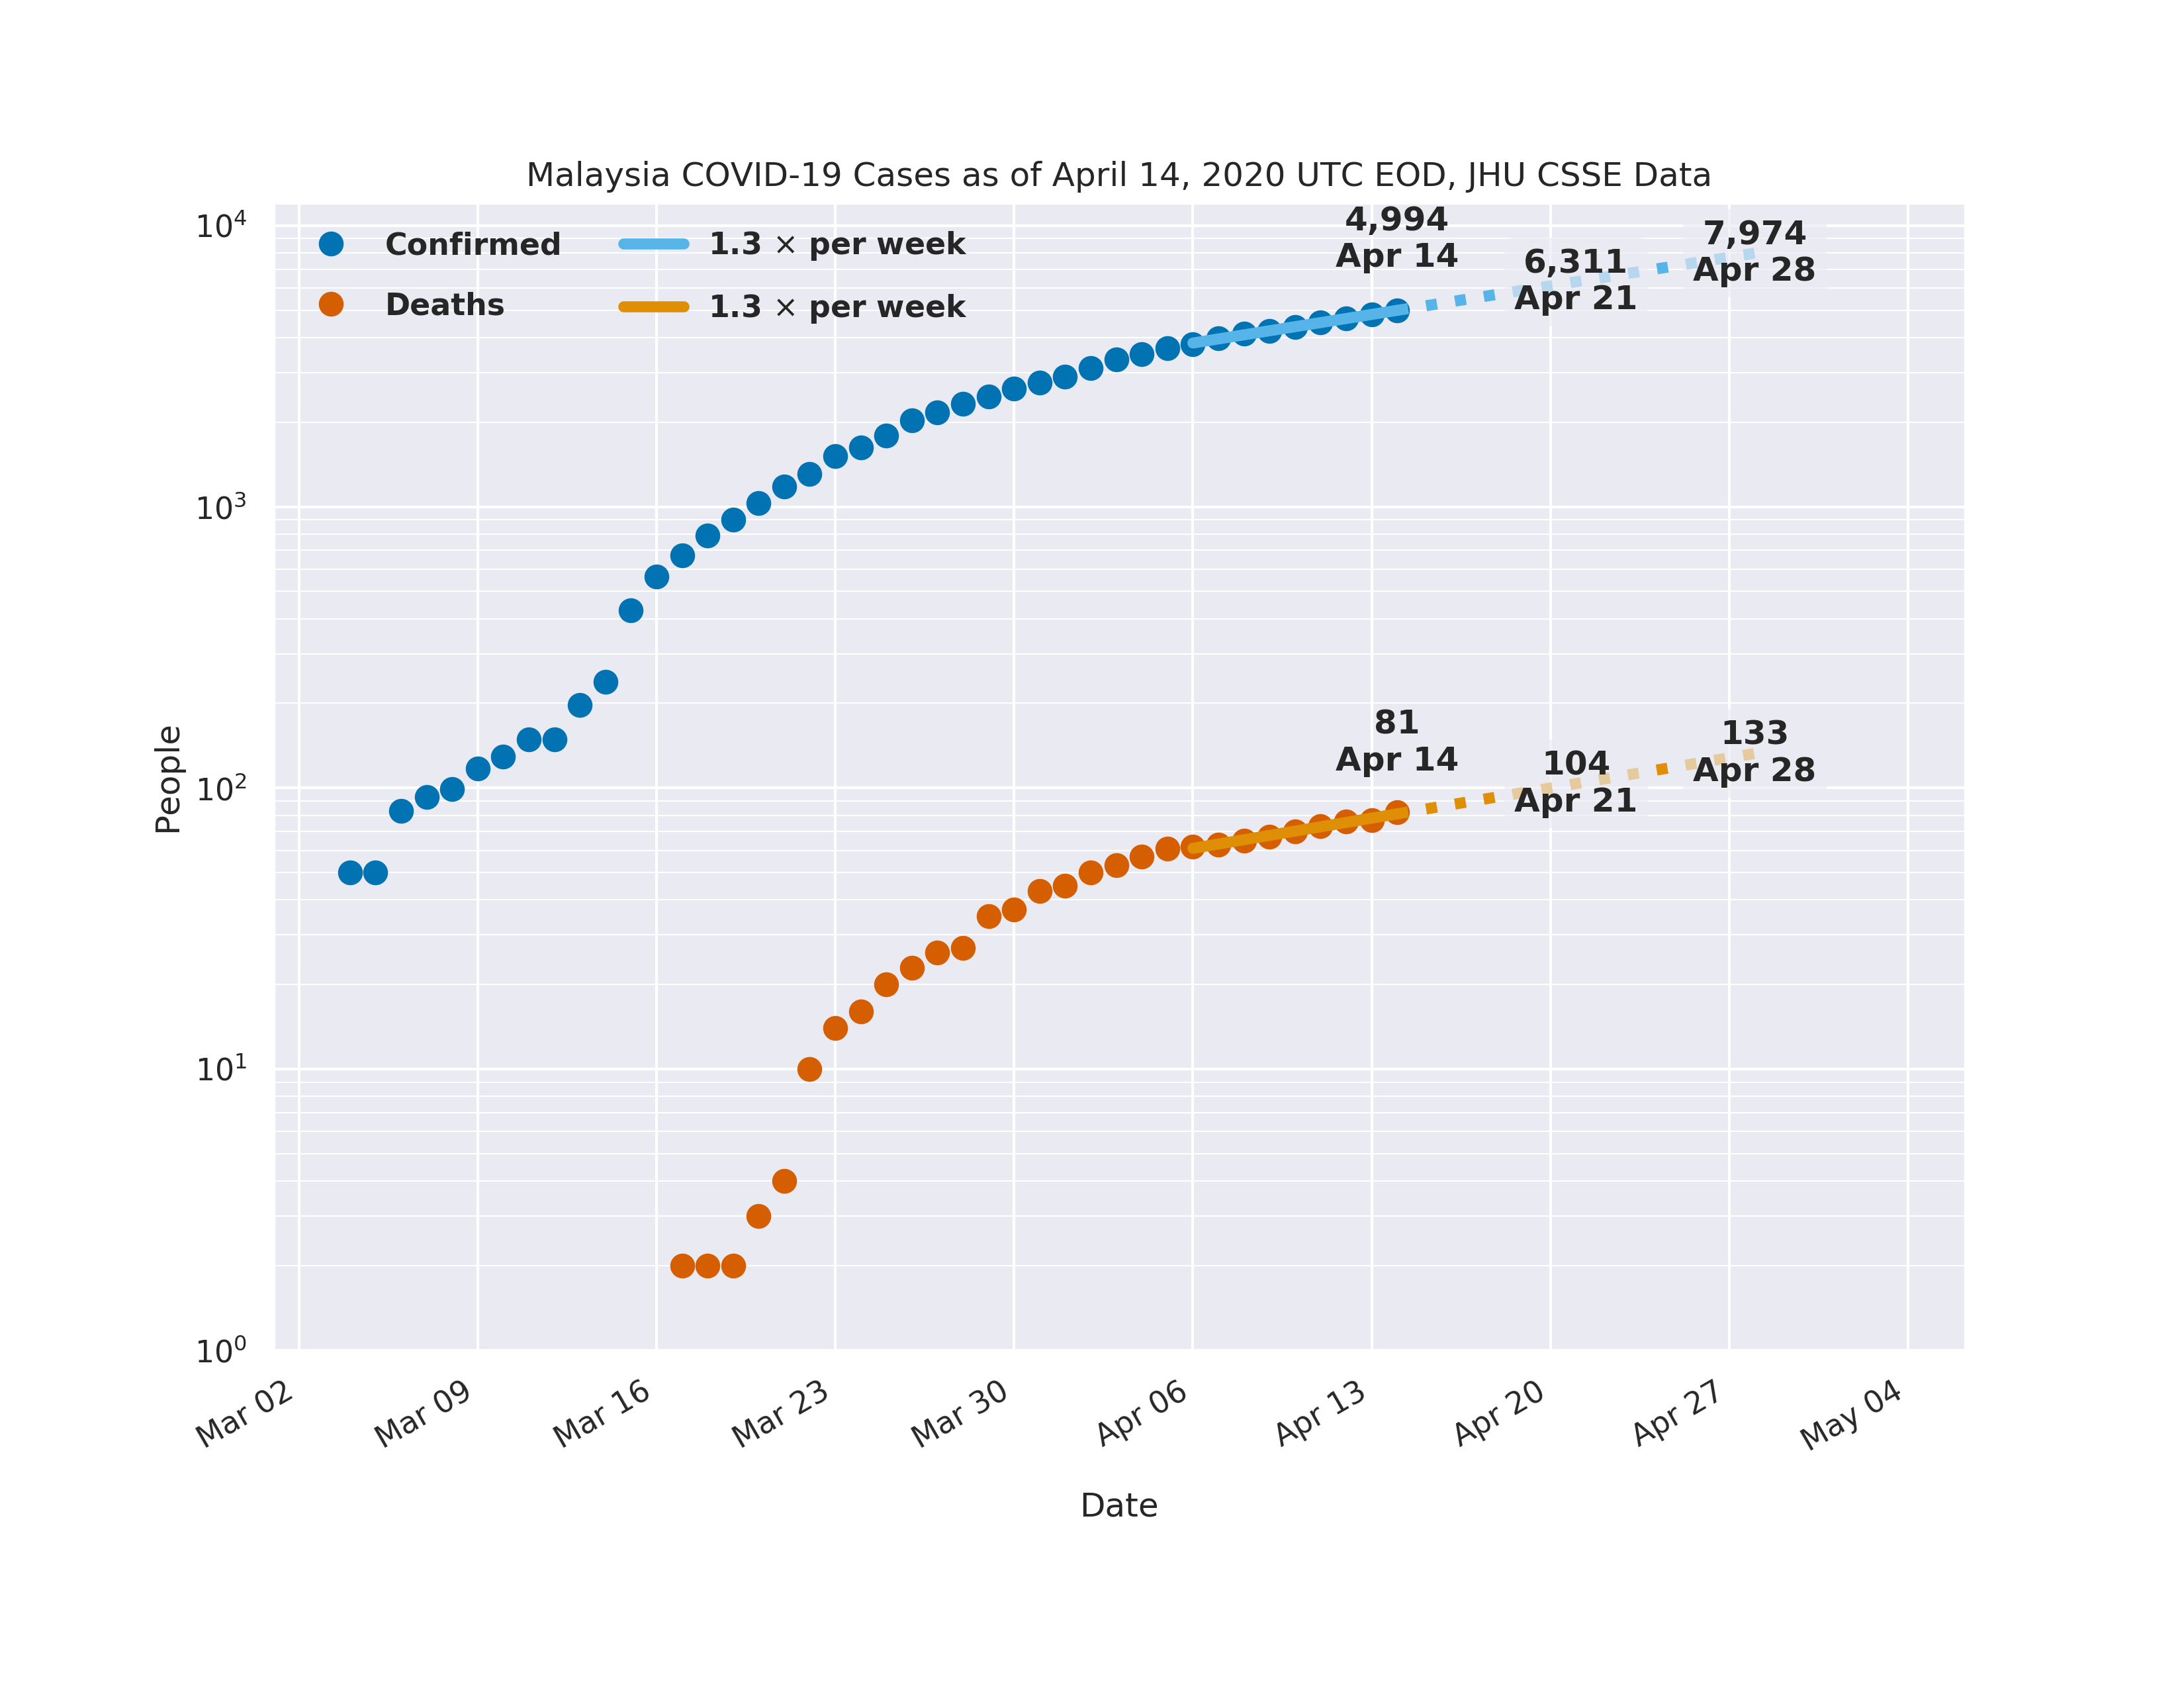 Malaysia COVID-19 Cases as of April 14, 2020 UTC EOD, JHU CSSE Data
Confirmed
Deaths
1.3 × per week
1.3 × per week
4,994
Apr 14
6,311
Apr 21
7,974
Apr 28
81
Apr 14
104
Apr 21
133
Apr 28
People
10⁴
10³
10²
10¹
10⁰
Mar 02
Mar 09
Mar 16
Mar 23
Mar 30
Apr 06
Apr 13
Apr 20
Apr 27
May 04
Date